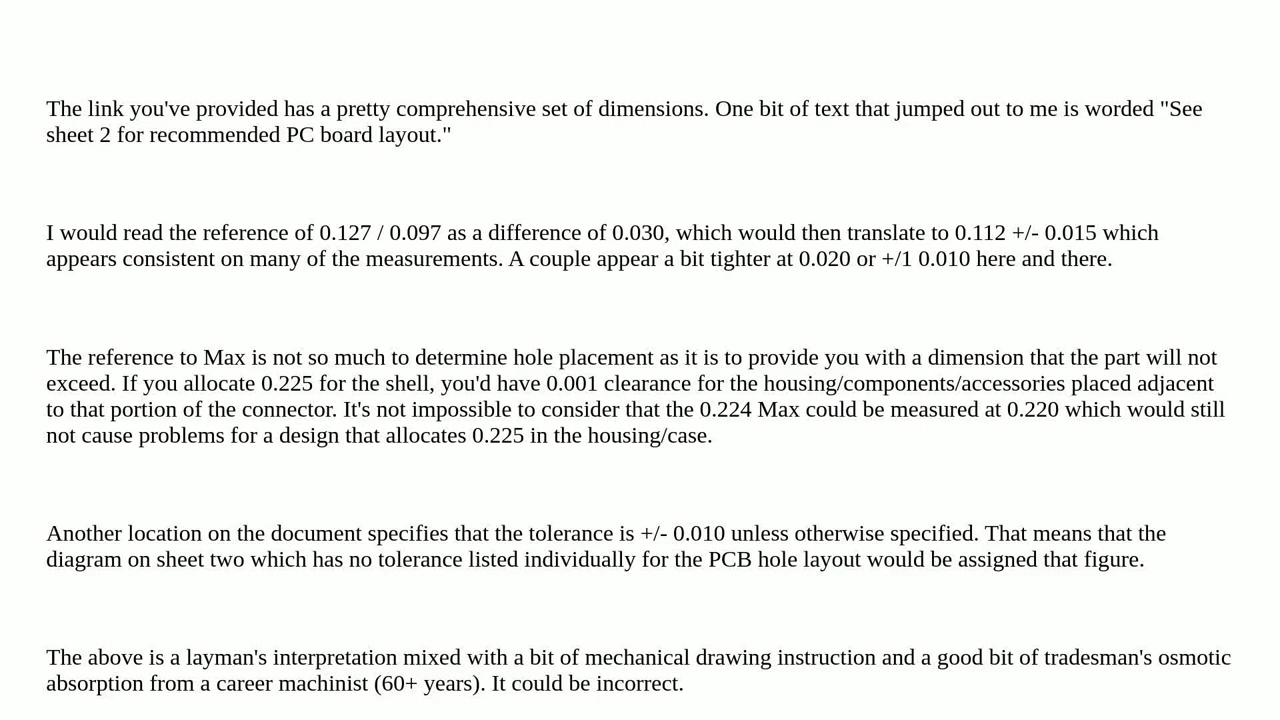 The link you've provided has a pretty comprehensive set of dimensions. One bit of text that jumped out to me is worded "See
sheet 2 for recommended PC board layout."
I would read the reference of 0.127 / 0.097 as a difference of 0.030, which would then translate to 0.112 +/- 0.015 which
appears consistent on many of the measurements. A couple appear a bit tighter at 0.020 or +/1 0.010 here and there.
The reference to Max is not so much to determine hole placement as it is to provide you with a dimension that the part will not
exceed. If you allocate 0.225 for the shell, you'd have 0.001 clearance for the housing/components/accessories placed adjacent
to that portion of the connector. It's not impossible to consider that the 0.224 Max could be measured at 0.220 which would still
not cause problems for a design that allocates 0.225 in the housing/case.
Another location on the document specifies that the tolerance is +/- 0.010 unless otherwise specified. That means that the
diagram on sheet two which has no tolerance listed individually for the PCB hole layout would be assigned that figure.
The above is a layman's interpretation mixed with a bit of mechanical drawing instruction and a good bit of tradesman's osmotic
absorption from a career machinist (60+ years). It could be incorrect.